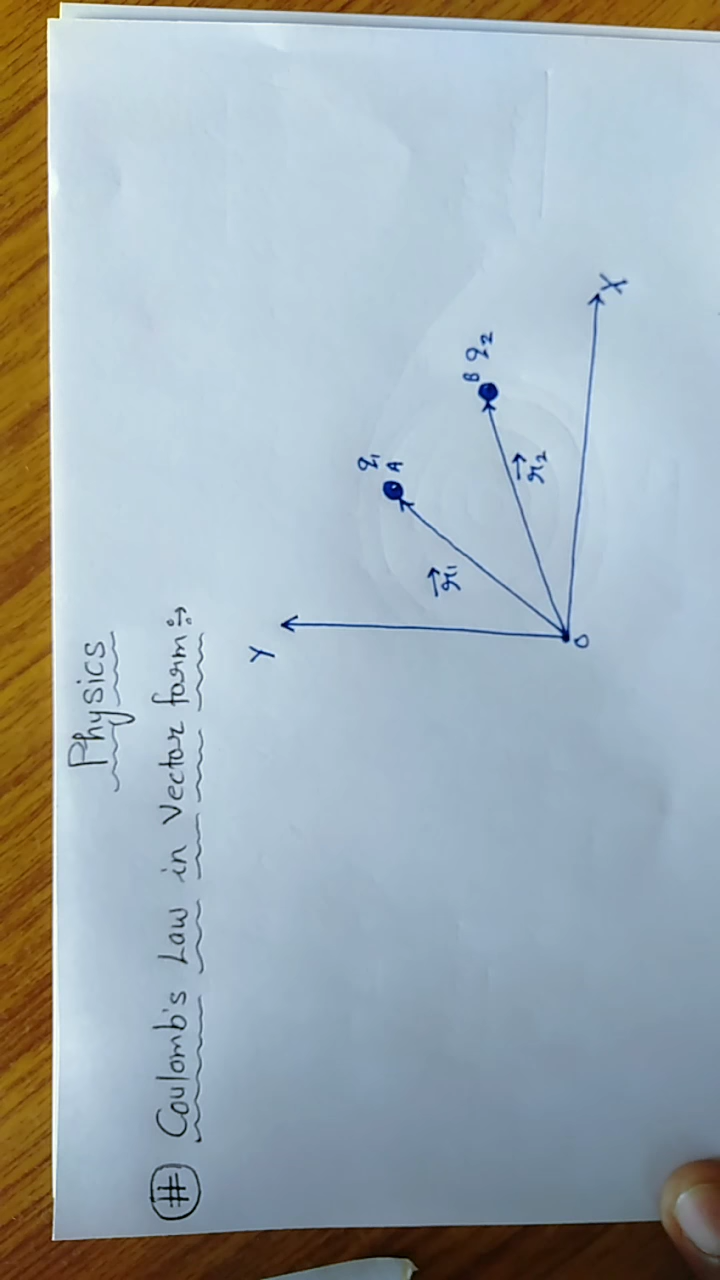 Physics
# Coulomb's Law in Vector form :→
Y
q₁
A
B q₂
r₁
r₂
O
X